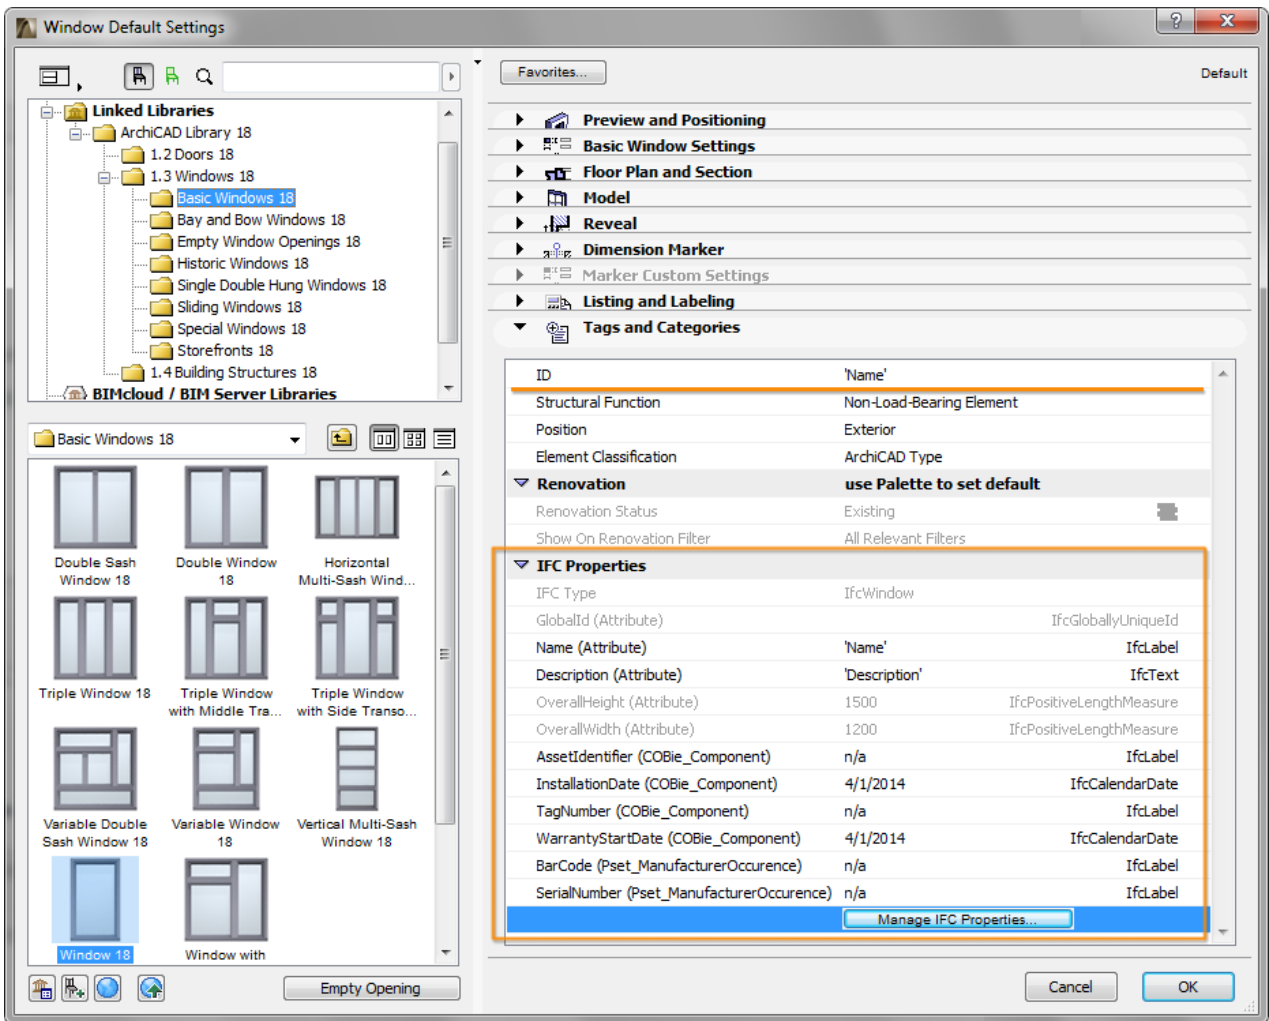 Window Default Settings
Favorites...
Default
Linked Libraries
ArchiCAD Library 18
1.2 Doors 18
1.3 Windows 18
Basic Windows 18
Bay and Bow Windows 18
Empty Window Openings 18
Historic Windows 18
Single Double Hung Windows 18
Sliding Windows 18
Special Windows 18
Storefronts 18
1.4 Building Structures 18
BIMcloud / BIM Server Libraries
Basic Windows 18
Double Sash
Window 18
Double Window
18
Horizontal
Multi-Sash Wind...
Triple Window 18
Triple Window
with Middle Tra...
Triple Window
with Side Transo...
Variable Double
Sash Window 18
Variable Window
18
Vertical Multi-Sash
Window 18
Window 18
Window with
Empty Opening
Preview and Positioning
Basic Window Settings
Floor Plan and Section
Model
Reveal
Dimension Marker
Marker Custom Settings
Listing and Labeling
Tags and Categories
ID 'Name'
Structural Function Non-Load-Bearing Element
Position Exterior
Element Classification ArchiCAD Type
Renovation use Palette to set default
Renovation Status Existing
Show On Renovation Filter All Relevant Filters
IFC Properties
IFC Type IfcWindow
GlobalId (Attribute) IfcGloballyUniqueId
Name (Attribute) 'Name' IfcLabel
Description (Attribute) 'Description' IfcText
OverallHeight (Attribute) 1500 IfcPositiveLengthMeasure
OverallWidth (Attribute) 1200 IfcPositiveLengthMeasure
AssetIdentifier (COBie_Component) n/a IfcLabel
InstallationDate (COBie_Component) 4/1/2014 IfcCalendarDate
TagNumber (COBie_Component) n/a IfcLabel
WarrantyStartDate (COBie_Component) 4/1/2014 IfcCalendarDate
BarCode (Pset_ManufacturerOccurence) n/a IfcLabel
SerialNumber (Pset_ManufacturerOccurence) n/a IfcLabel
Manage IFC Properties...
Cancel
OK